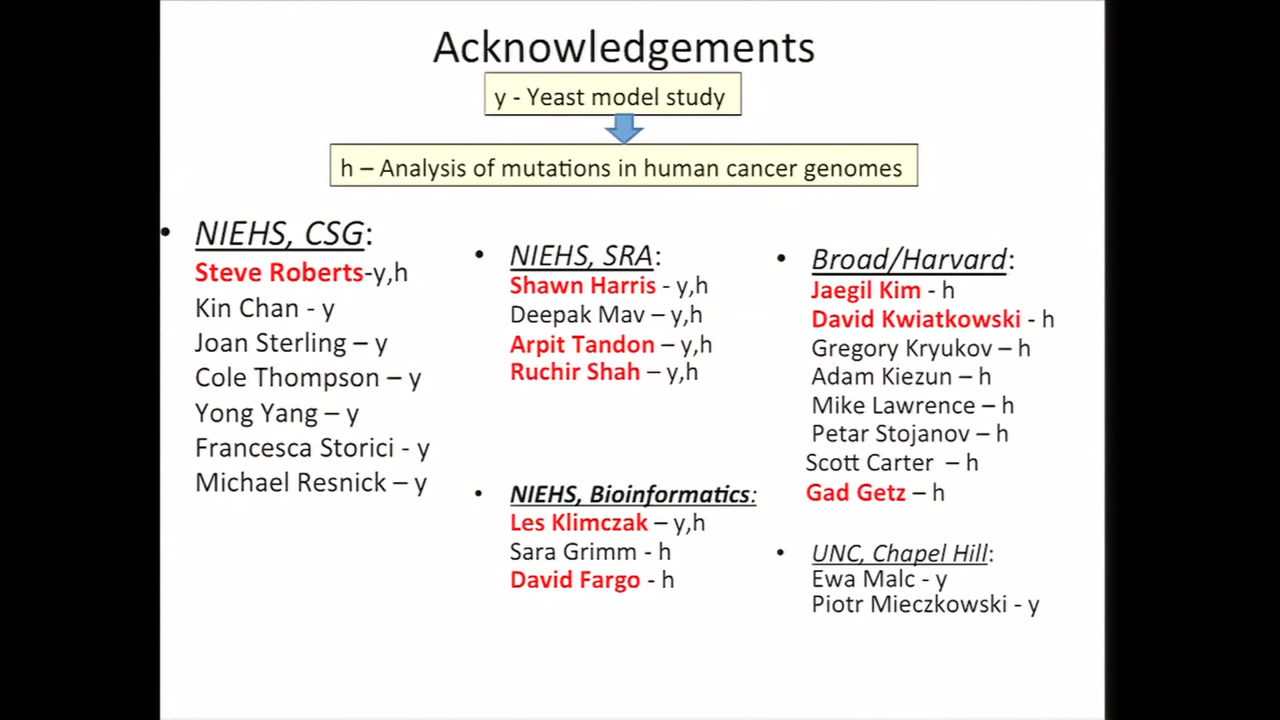 Acknowledgements
y - Yeast model study
h – Analysis of mutations in human cancer genomes
• NIEHS, CSG:
Steve Roberts-y,h
Kin Chan - y
Joan Sterling – y
Cole Thompson – y
Yong Yang – y
Francesca Storici - y
Michael Resnick – y
• NIEHS, SRA:
Shawn Harris - y,h
Deepak Mav – y,h
Arpit Tandon – y,h
Ruchir Shah – y,h
• NIEHS, Bioinformatics:
Les Klimczak – y,h
Sara Grimm - h
David Fargo - h
• Broad/Harvard:
Jaegil Kim - h
David Kwiatkowski - h
Gregory Kryukov – h
Adam Kiezun – h
Mike Lawrence – h
Petar Stojanov – h
Scott Carter – h
Gad Getz – h
• UNC, Chapel Hill:
Ewa Malc - y
Piotr Mieczkowski - y